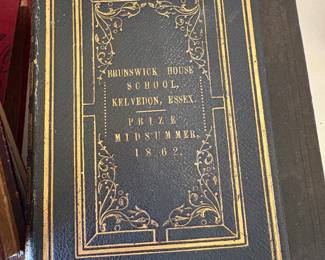 BRUNSWICK HOUSE
SCHOOL,
KELVEDON, ESSEX.
PRIZE
MIDSUMMER,
1862.